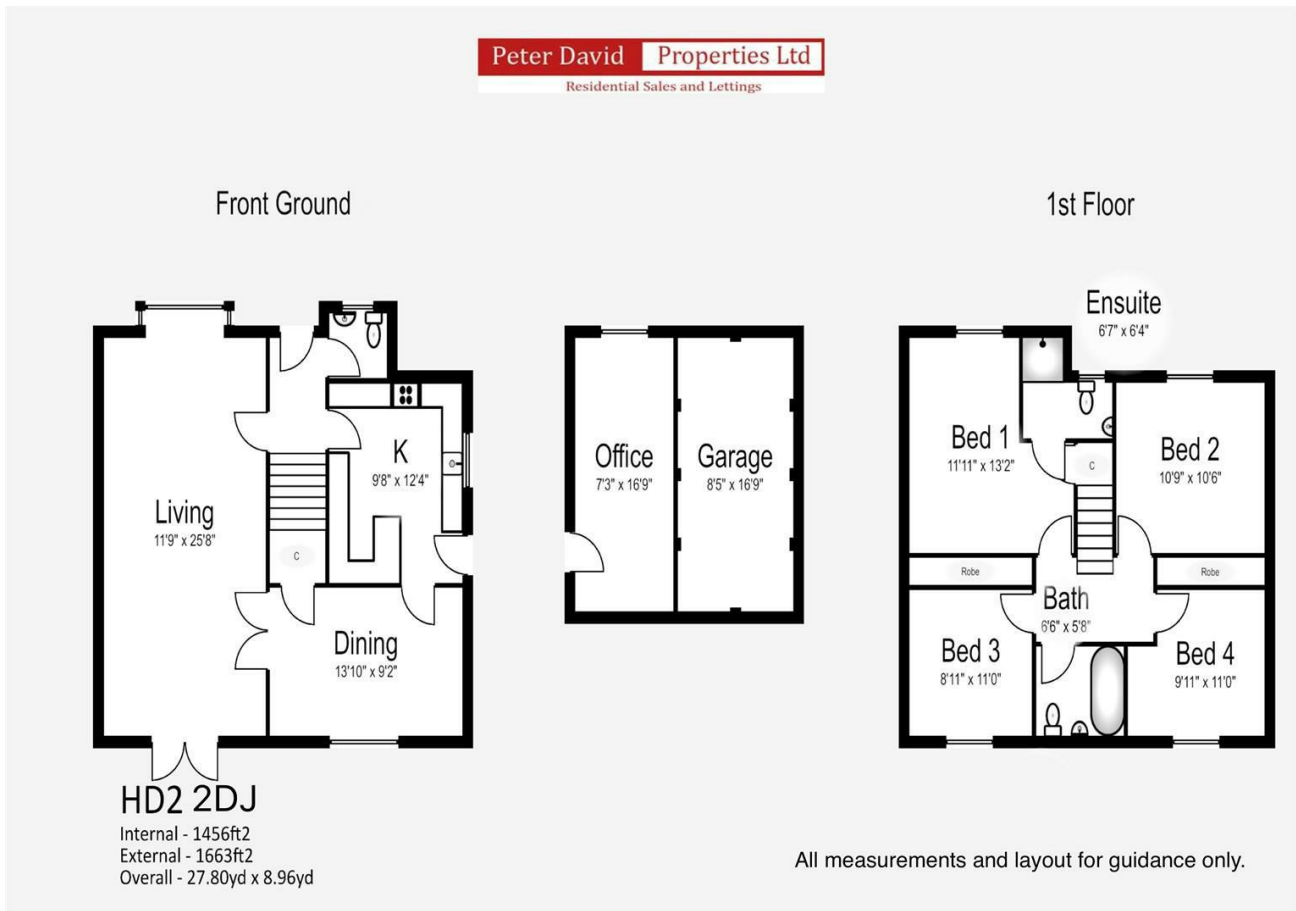 Peter David Properties Ltd
Residential Sales and Lettings
Front Ground
1st Floor
Ensuite
6'7" x 6'4"
K
9'8" x 12'4"
Living
11'9" x 25'8"
C
Dining
13'10" x 9'2"
Office
7'3" x 16'9"
Garage
8'5" x 16'9"
Bed 1
11'11" x 13'2"
C
Bed 2
10'9" x 10'6"
Robe
Robe
Bath
6'6" x 5'8"
Bed 3
8'11" x 11'0"
Bed 4
9'11" x 11'0"
HD2 2DJ
Internal - 1456ft2
External - 1663ft2
Overall - 27.80yd x 8.96yd
All measurements and layout for guidance only.